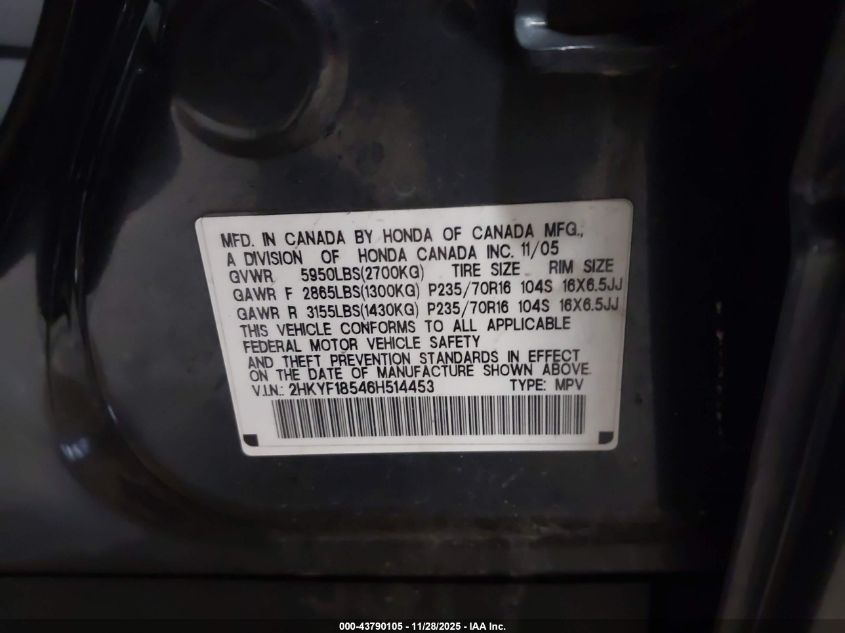 MFD. IN CANADA BY HONDA OF CANADA MFG.,
A DIVISION OF HONDA CANADA INC. 11/05
GVWR 5950LBS(2700KG) TIRE SIZE RIM SIZE
GAWR F 2865LBS(1300KG) P235/70R16 104S 16X6.5JJ
GAWR R 3155LBS(1430KG) P235/70R16 104S 16X6.5JJ
THIS VEHICLE CONFORMS TO ALL APPLICABLE
FEDERAL MOTOR VEHICLE SAFETY
AND THEFT PREVENTION STANDARDS IN EFFECT
ON THE DATE OF MANUFACTURE SHOWN ABOVE.
V.I.N.: 2HKYF18546H514453 TYPE: MPV
000-43790105 - 11/28/2025 - IAA Inc.